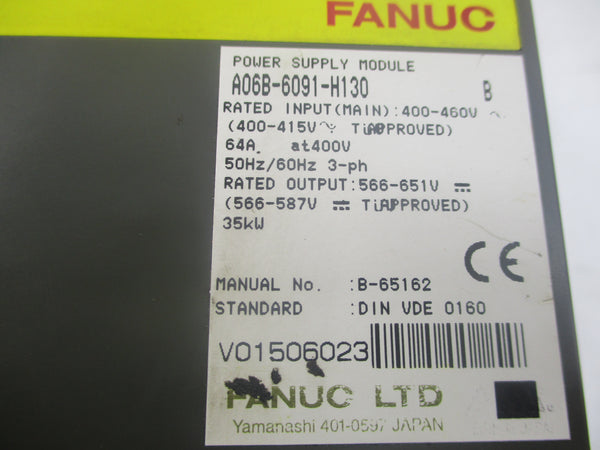 FANUC
POWER SUPPLY MODULE
A06B-6091-H130 B
RATED INPUT(MAIN):400-460V ~
(400-415V~ TüAPPROVED)
64A. at400V
50Hz/60Hz 3-ph
RATED OUTPUT:566-651V ⎓
(566-587V ⎓ TüAPPROVED)
35kW
CE
MANUAL No. :B-65162
STANDARD :DIN VDE 0160
V01506023
FANUC LTD
Yamanashi 401-0597 JAPAN